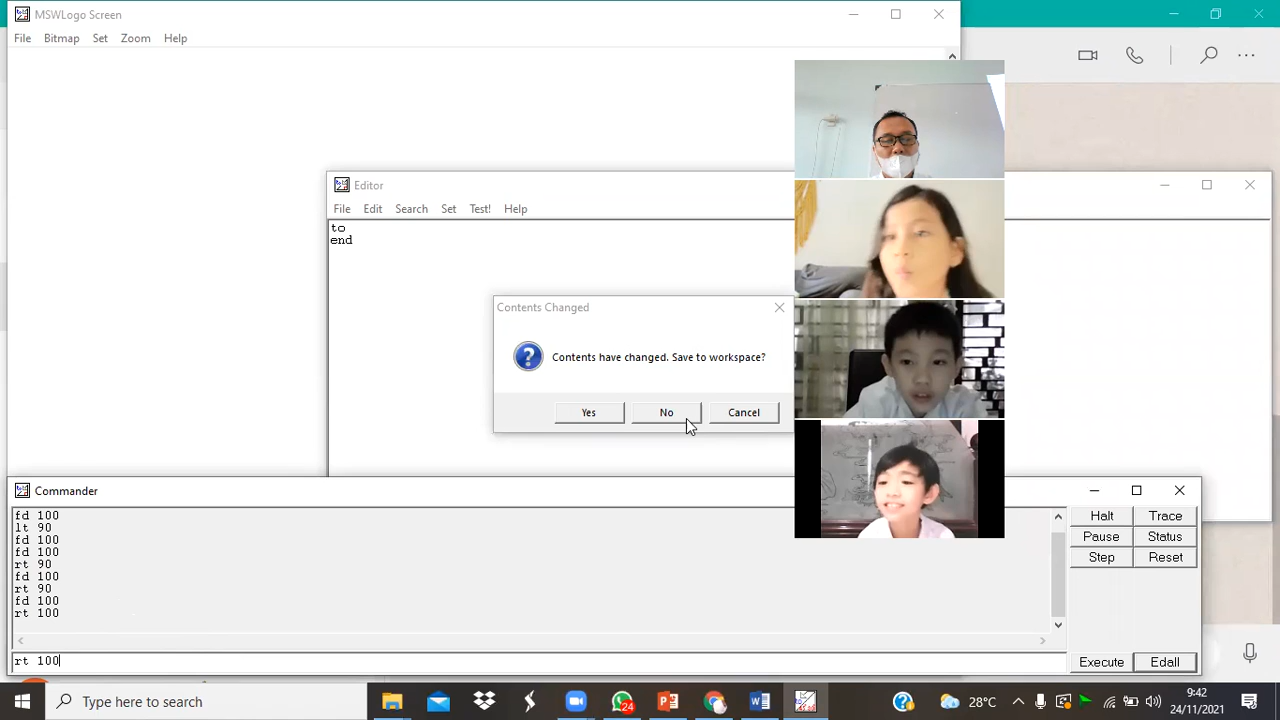 MSWLogo Screen
File Bitmap Set Zoom Help
Editor
File Edit Search Set Test! Help
to
end
Contents Changed
Contents have changed. Save to workspace?
Yes No Cancel
Commander
fd 100
lt 90
fd 100
fd 100
rt 90
fd 100
rt 90
fd 100
rt 100
Halt Trace
Pause Status
Step Reset
rt 100
Execute Edall
Type here to search
24
28°C
9:42
24/11/2021